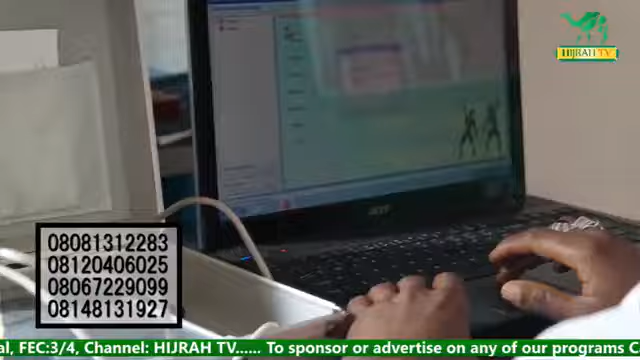 HIJRAH TV
acer
08081312283
08120406025
08067229099
08148131927
al, FEC:3/4, Channel: HIJRAH TV...... To sponsor or advertise on any of our programs C